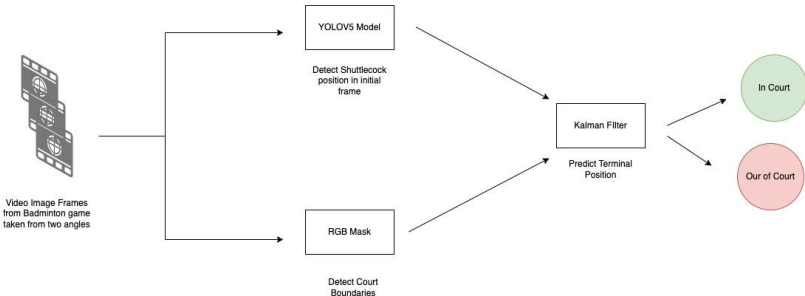 YOLOV5 Model
Detect Shuttlecock
position in initial
frame
Video Image Frames
from Badminton game
taken from two angles
RGB Mask
Detect Court
Boundaries
Kalman FIlter
Predict Terminal
Position
In Court
Our of Court